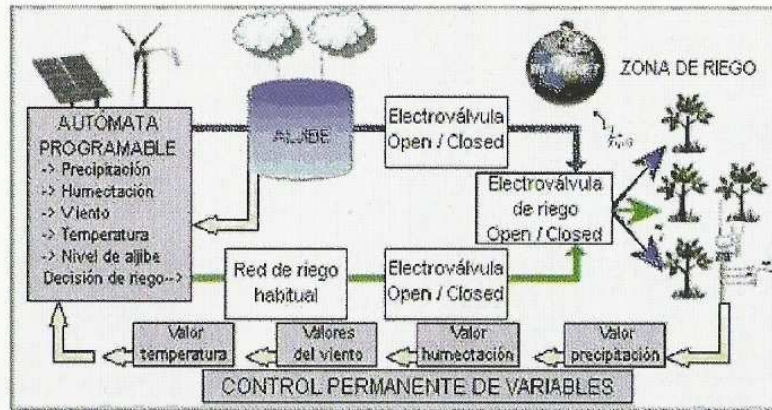 ZONA DE RIEGO
AUTÓMATA
PROGRAMABLE
-> Precipitación
-> Humectación
-> Viento
-> Temperatura
-> Nivel de aljibe
Decisión de riego-->
ALJIBE
Electroválvula
Open / Closed
Electroválvula
de riego
Open / Closed
Red de riego
habitual
Electroválvula
Open / Closed
Valor
temperatura
Valores
del viento
Valor
humectación
Valor
precipitación
CONTROL PERMANENTE DE VARIABLES